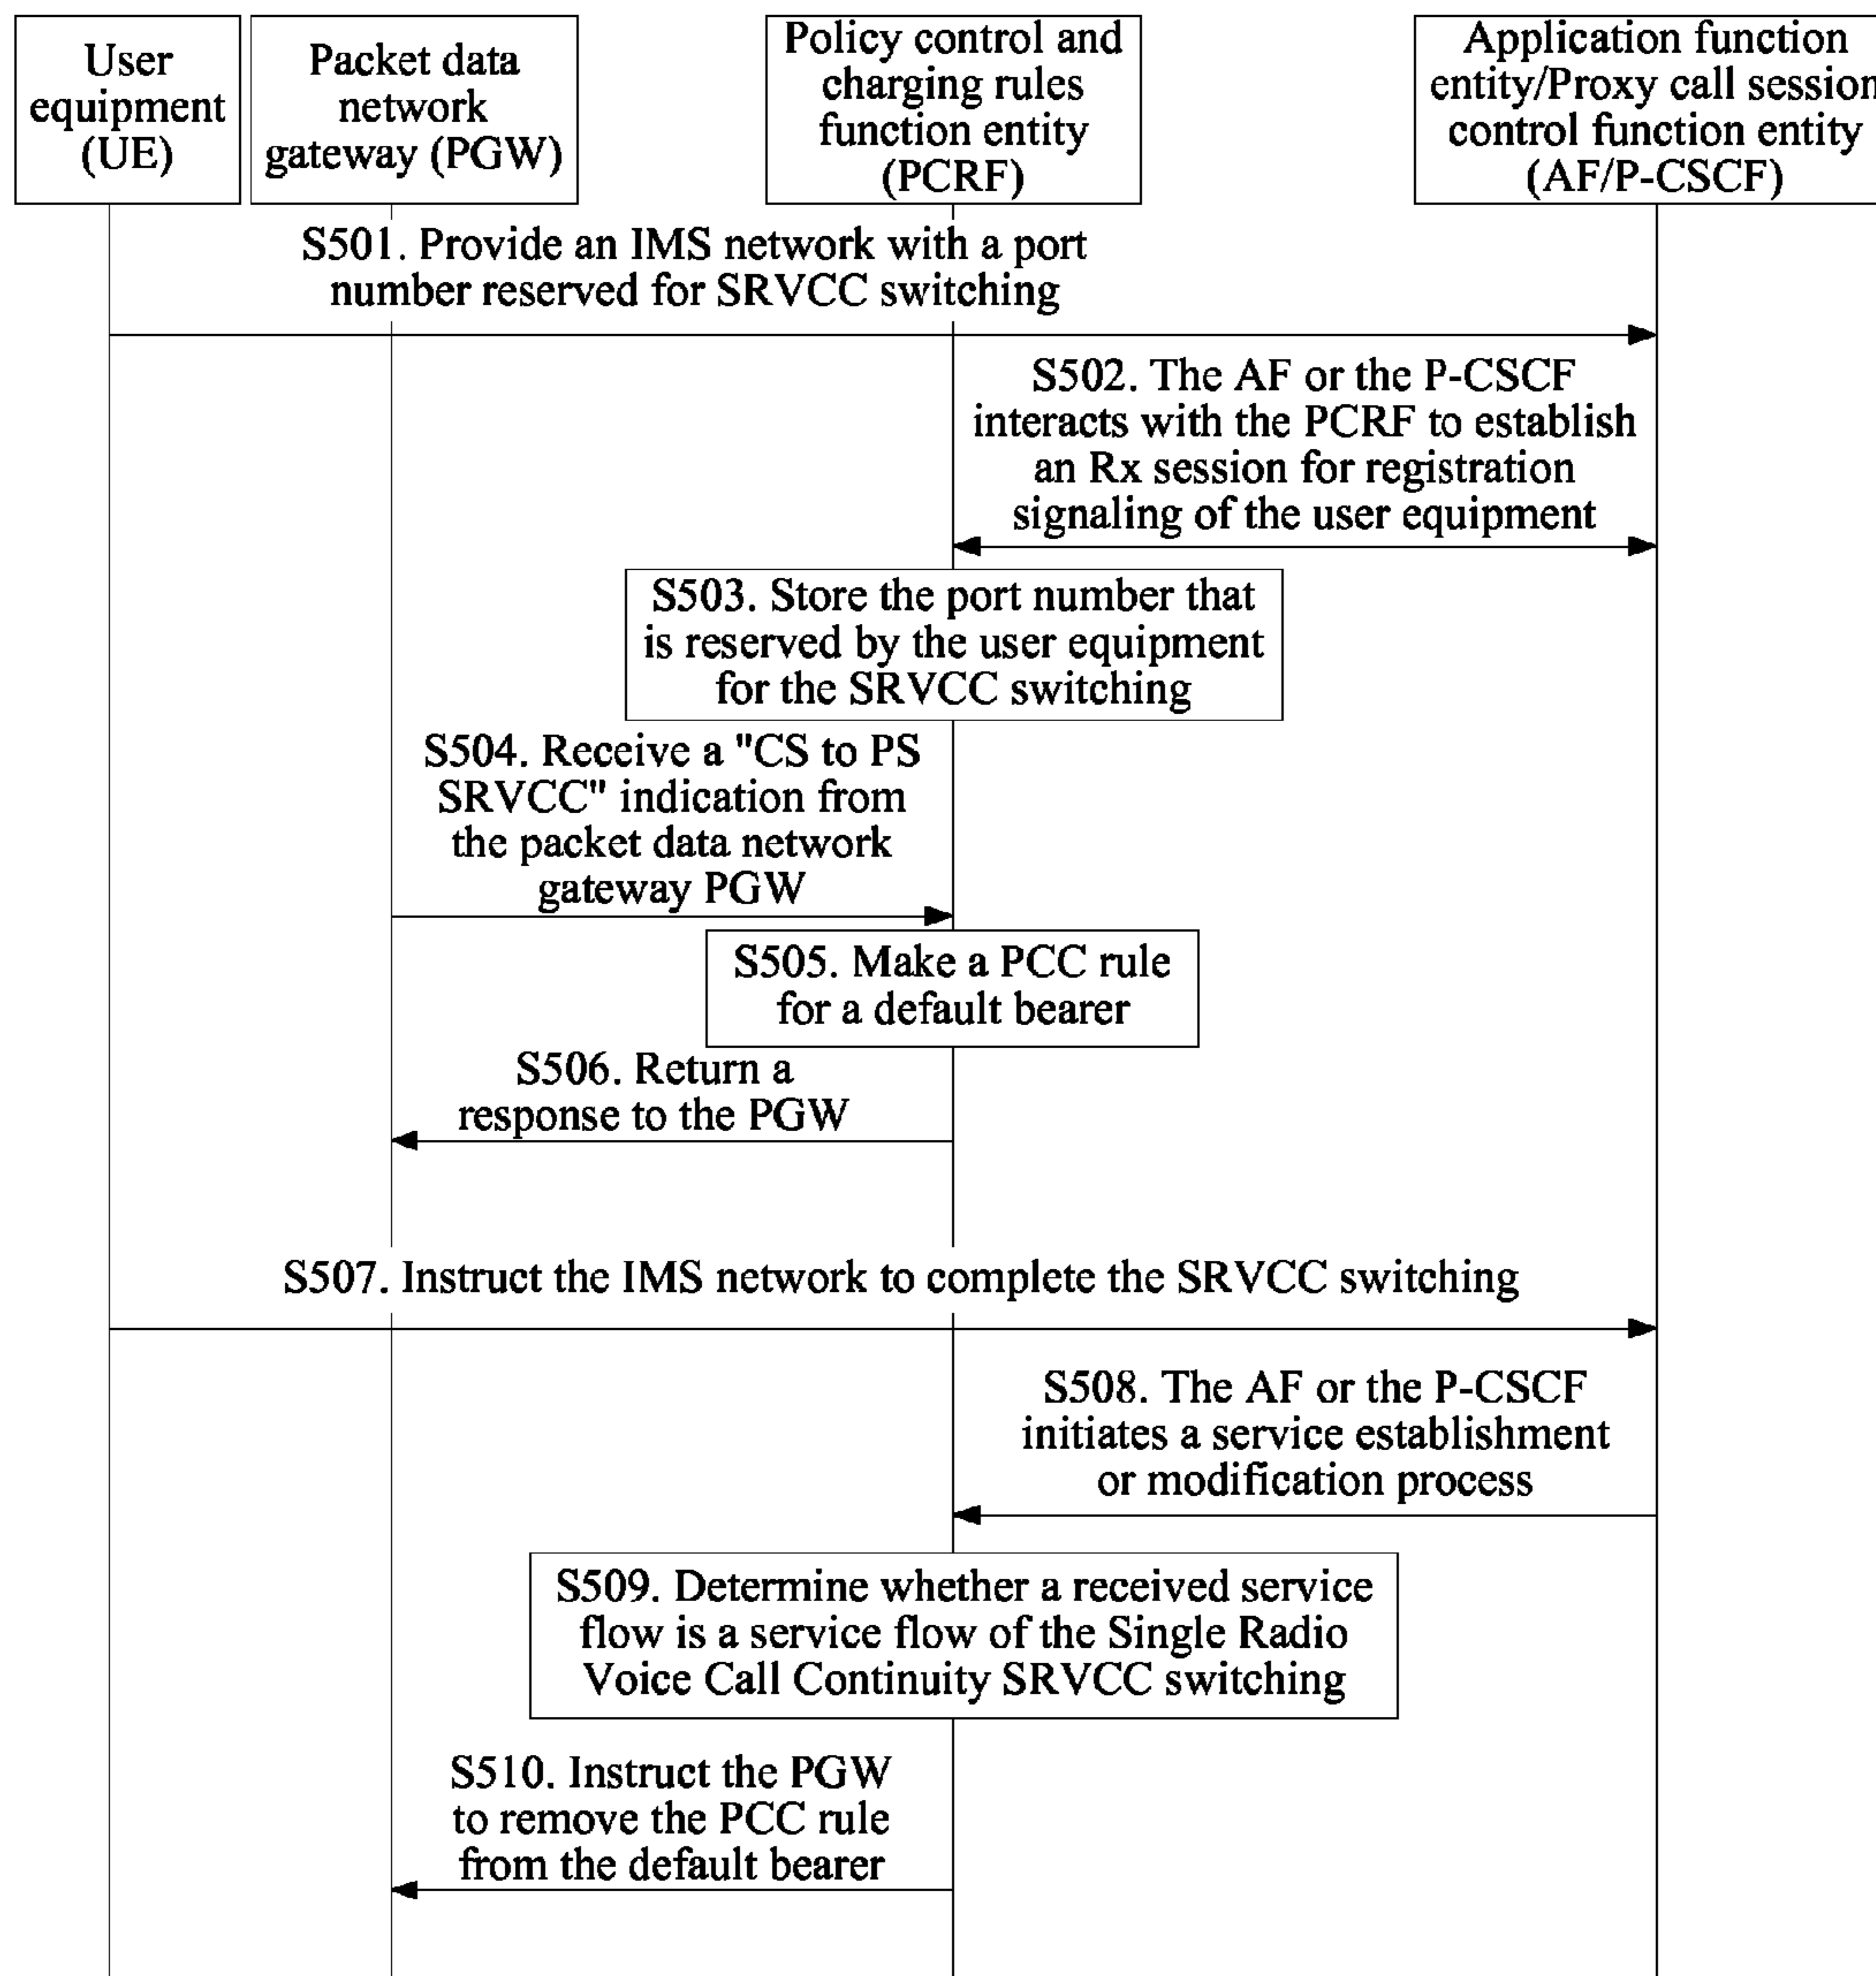 User
equipment
(UE)
Packet data
network
gateway (PGW)
Policy control and
charging rules
function entity
(PCRF)
Application function
entity/Proxy call session
control function entity
(AF/P-CSCF)
S501. Provide an IMS network with a port
number reserved for SRVCC switching
S502. The AF or the P-CSCF
interacts with the PCRF to establish
an Rx session for registration
signaling of the user equipment
S503. Store the port number that
is reserved by the user equipment
for the SRVCC switching
S504. Receive a "CS to PS
SRVCC" indication from
the packet data network
gateway PGW
S505. Make a PCC rule
for a default bearer
S506. Return a
response to the PGW
S507. Instruct the IMS network to complete the SRVCC switching
S508. The AF or the P-CSCF
initiates a service establishment
or modification process
S509. Determine whether a received service
flow is a service flow of the Single Radio
Voice Call Continuity SRVCC switching
S510. Instruct the PGW
to remove the PCC rule
from the default bearer